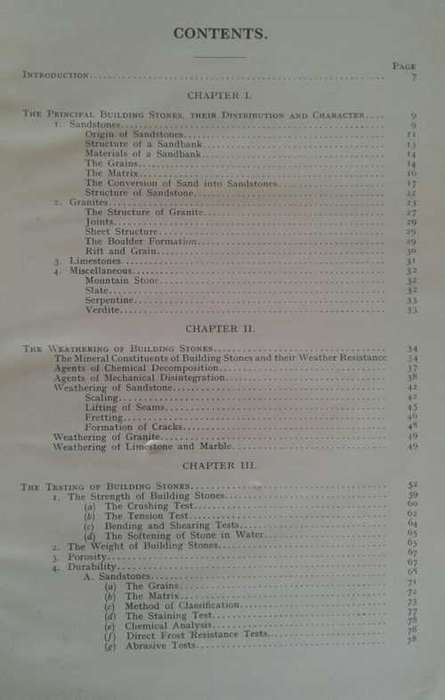 CONTENTS.
PAGE
INTRODUCTION 7
CHAPTER I.
THE PRINCIPAL BUILDING STONES, THEIR DISTRIBUTION AND CHARACTER 9
1. Sandstones 9
Origin of Sandstones 11
Structure of a Sandbank 13
Materials of a Sandbank 14
The Grains 14
The Matrix 16
The Conversion of Sand into Sandstones 17
Structure of Sandstone 22
2. Granites 23
The Structure of Granite 27
Joints 29
Sheet Structure 29
The Boulder Formation 29
Rift and Grain 30
3. Limestones 31
4. Miscellaneous 32
Mountain Stone 32
Slate 32
Serpentine 33
Verdite 33
CHAPTER II.
THE WEATHERING OF BUILDING STONES 34
The Mineral Constituents of Building Stones and their Weather Resistance 34
Agents of Chemical Decomposition 37
Agents of Mechanical Disintegration 38
Weathering of Sandstone 42
Scaling 42
Lifting of Seams 45
Fretting 46
Formation of Cracks 48
Weathering of Granite 49
Weathering of Limestone and Marble 49
CHAPTER III.
THE TESTING OF BUILDING STONES 52
1. The Strength of Building Stones 59
(a) The Crushing Test 60
(b) The Tension Test 62
(c) Bending and Shearing Tests 64
(d) The Softening of Stone in Water 65
2. The Weight of Building Stones 65
3. Porosity 67
4. Durability 67
A. Sandstones 68
(a) The Grains 71
(b) The Matrix 72
(c) Method of Classification 73
(d) The Staining Test 77
(e) Chemical Analysis 78
(f) Direct Frost Resistance Tests 78
(g) Abrasive Tests 78